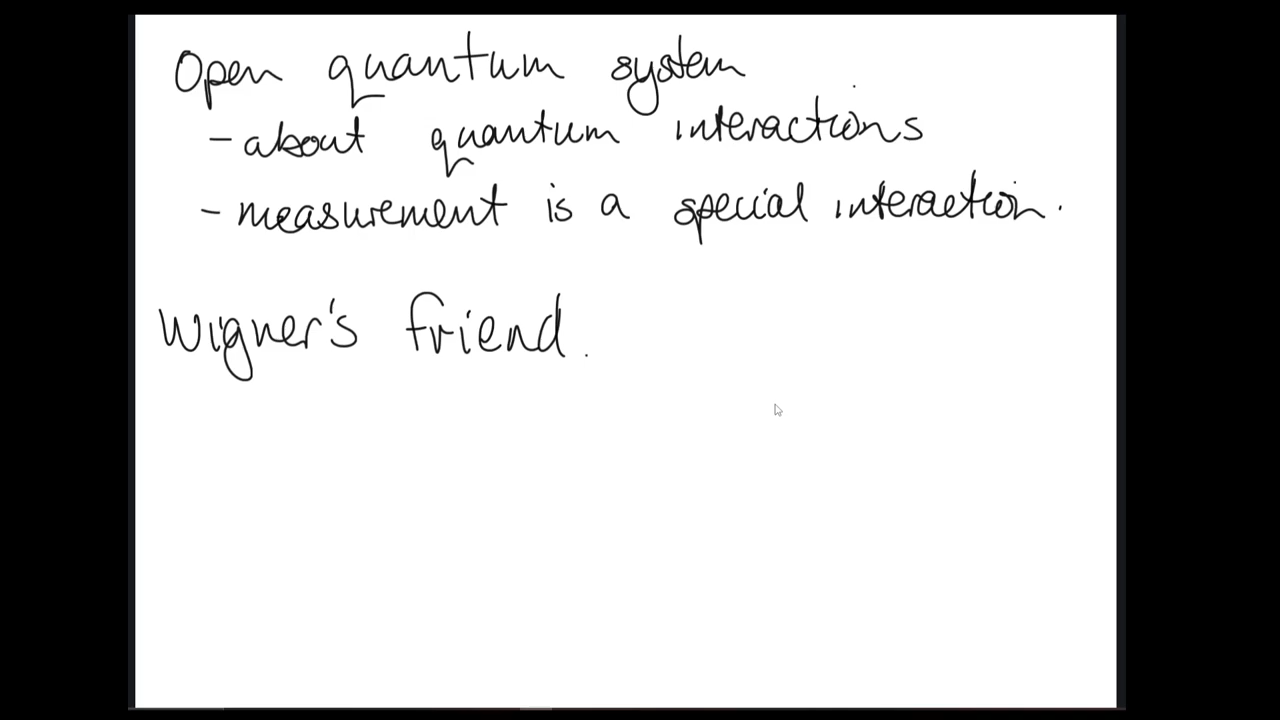 Open quantum system
- about quantum interactions
- measurement is a special interaction.
Wigner's friend.